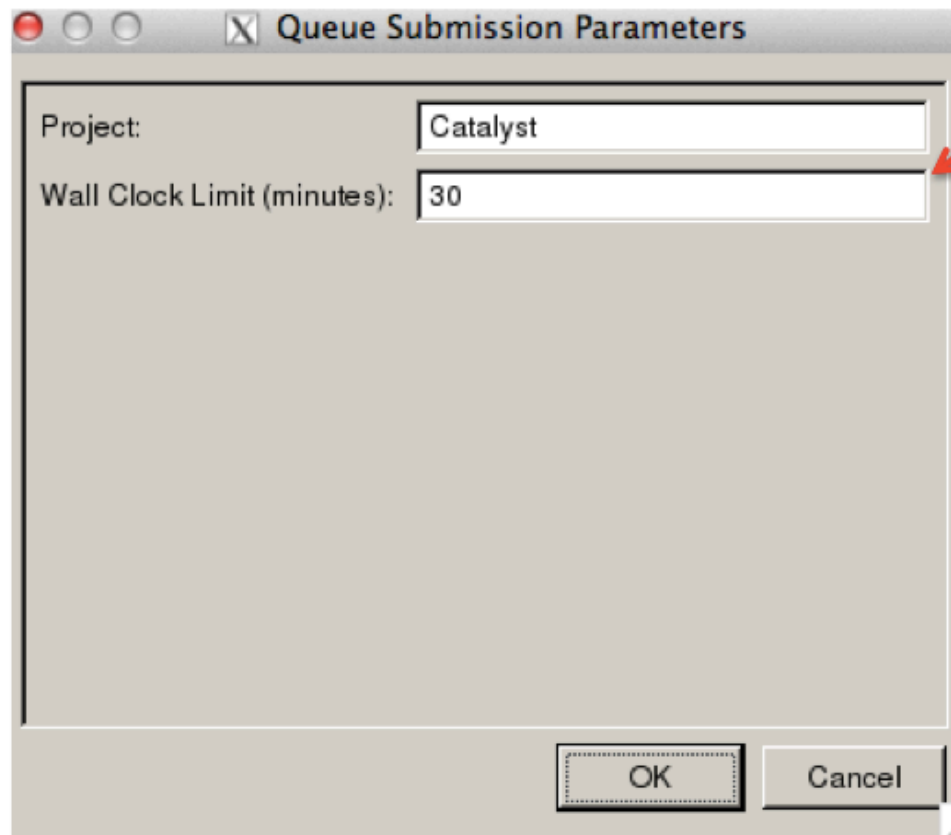 Queue Submission Parameters
Project: Catalyst
Wall Clock Limit (minutes): 30
OK Cancel